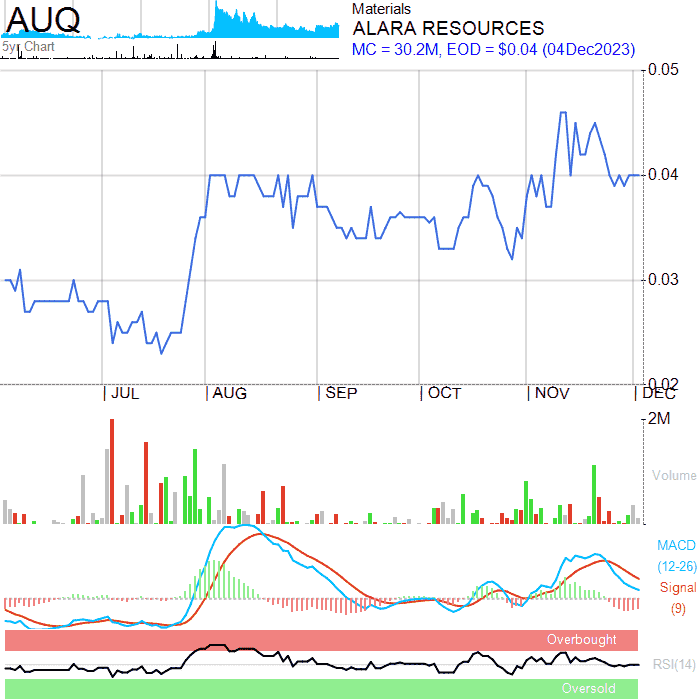 AUQ
5yr Chart
Materials
ALARA RESOURCES
MC = 30.2M, EOD = $0.04 (04Dec2023)
0.05
0.04
0.03
0.02
JUL AUG SEP OCT NOV DEC
2M
Volume
MACD
(12-26)
Signal
(9)
Overbought
RSI(14)
Oversold